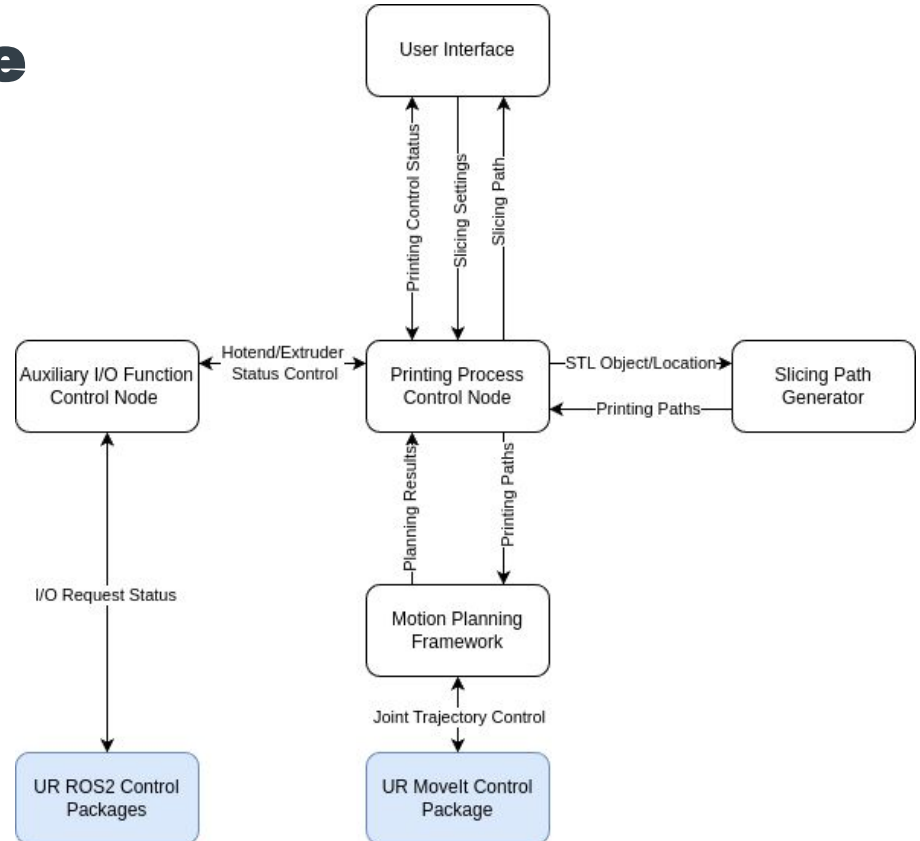 e
User Interface
Printing Control Status
Slicing Settings
Slicing Path
Auxiliary I/O Function
Control Node
Hotend/Extruder
Status Control
Printing Process
Control Node
STL Object/Location
Printing Paths
Slicing Path
Generator
Planning Results
Printing Paths
I/O Request Status
Motion Planning
Framework
Joint Trajectory Control
UR ROS2 Control
Packages
UR MoveIt Control
Package